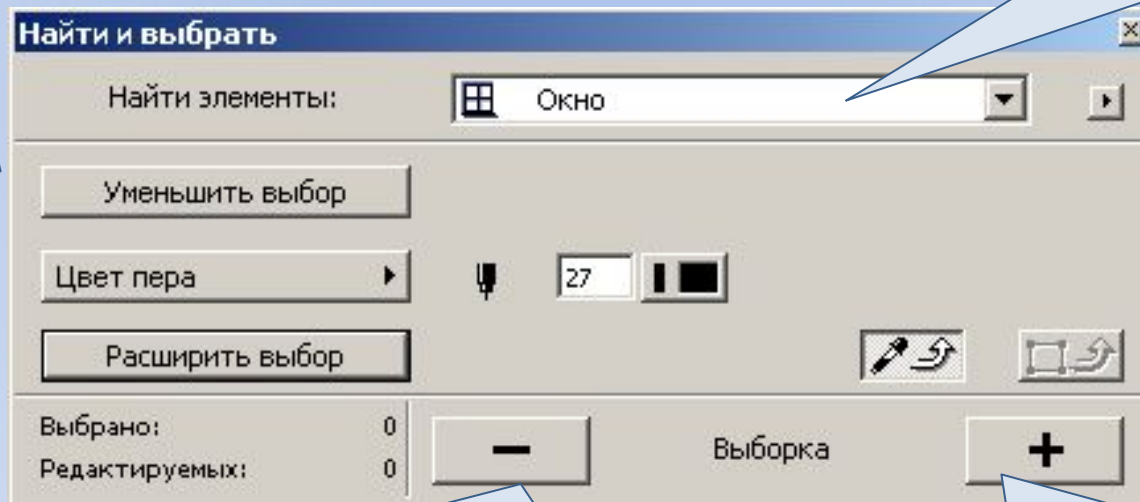 Найти и выбрать
Найти элементы: Окно
Уменьшить выбор
Цвет пера 27
Расширить выбор
Выбрано: 0
Редактируемых: 0
Выборка